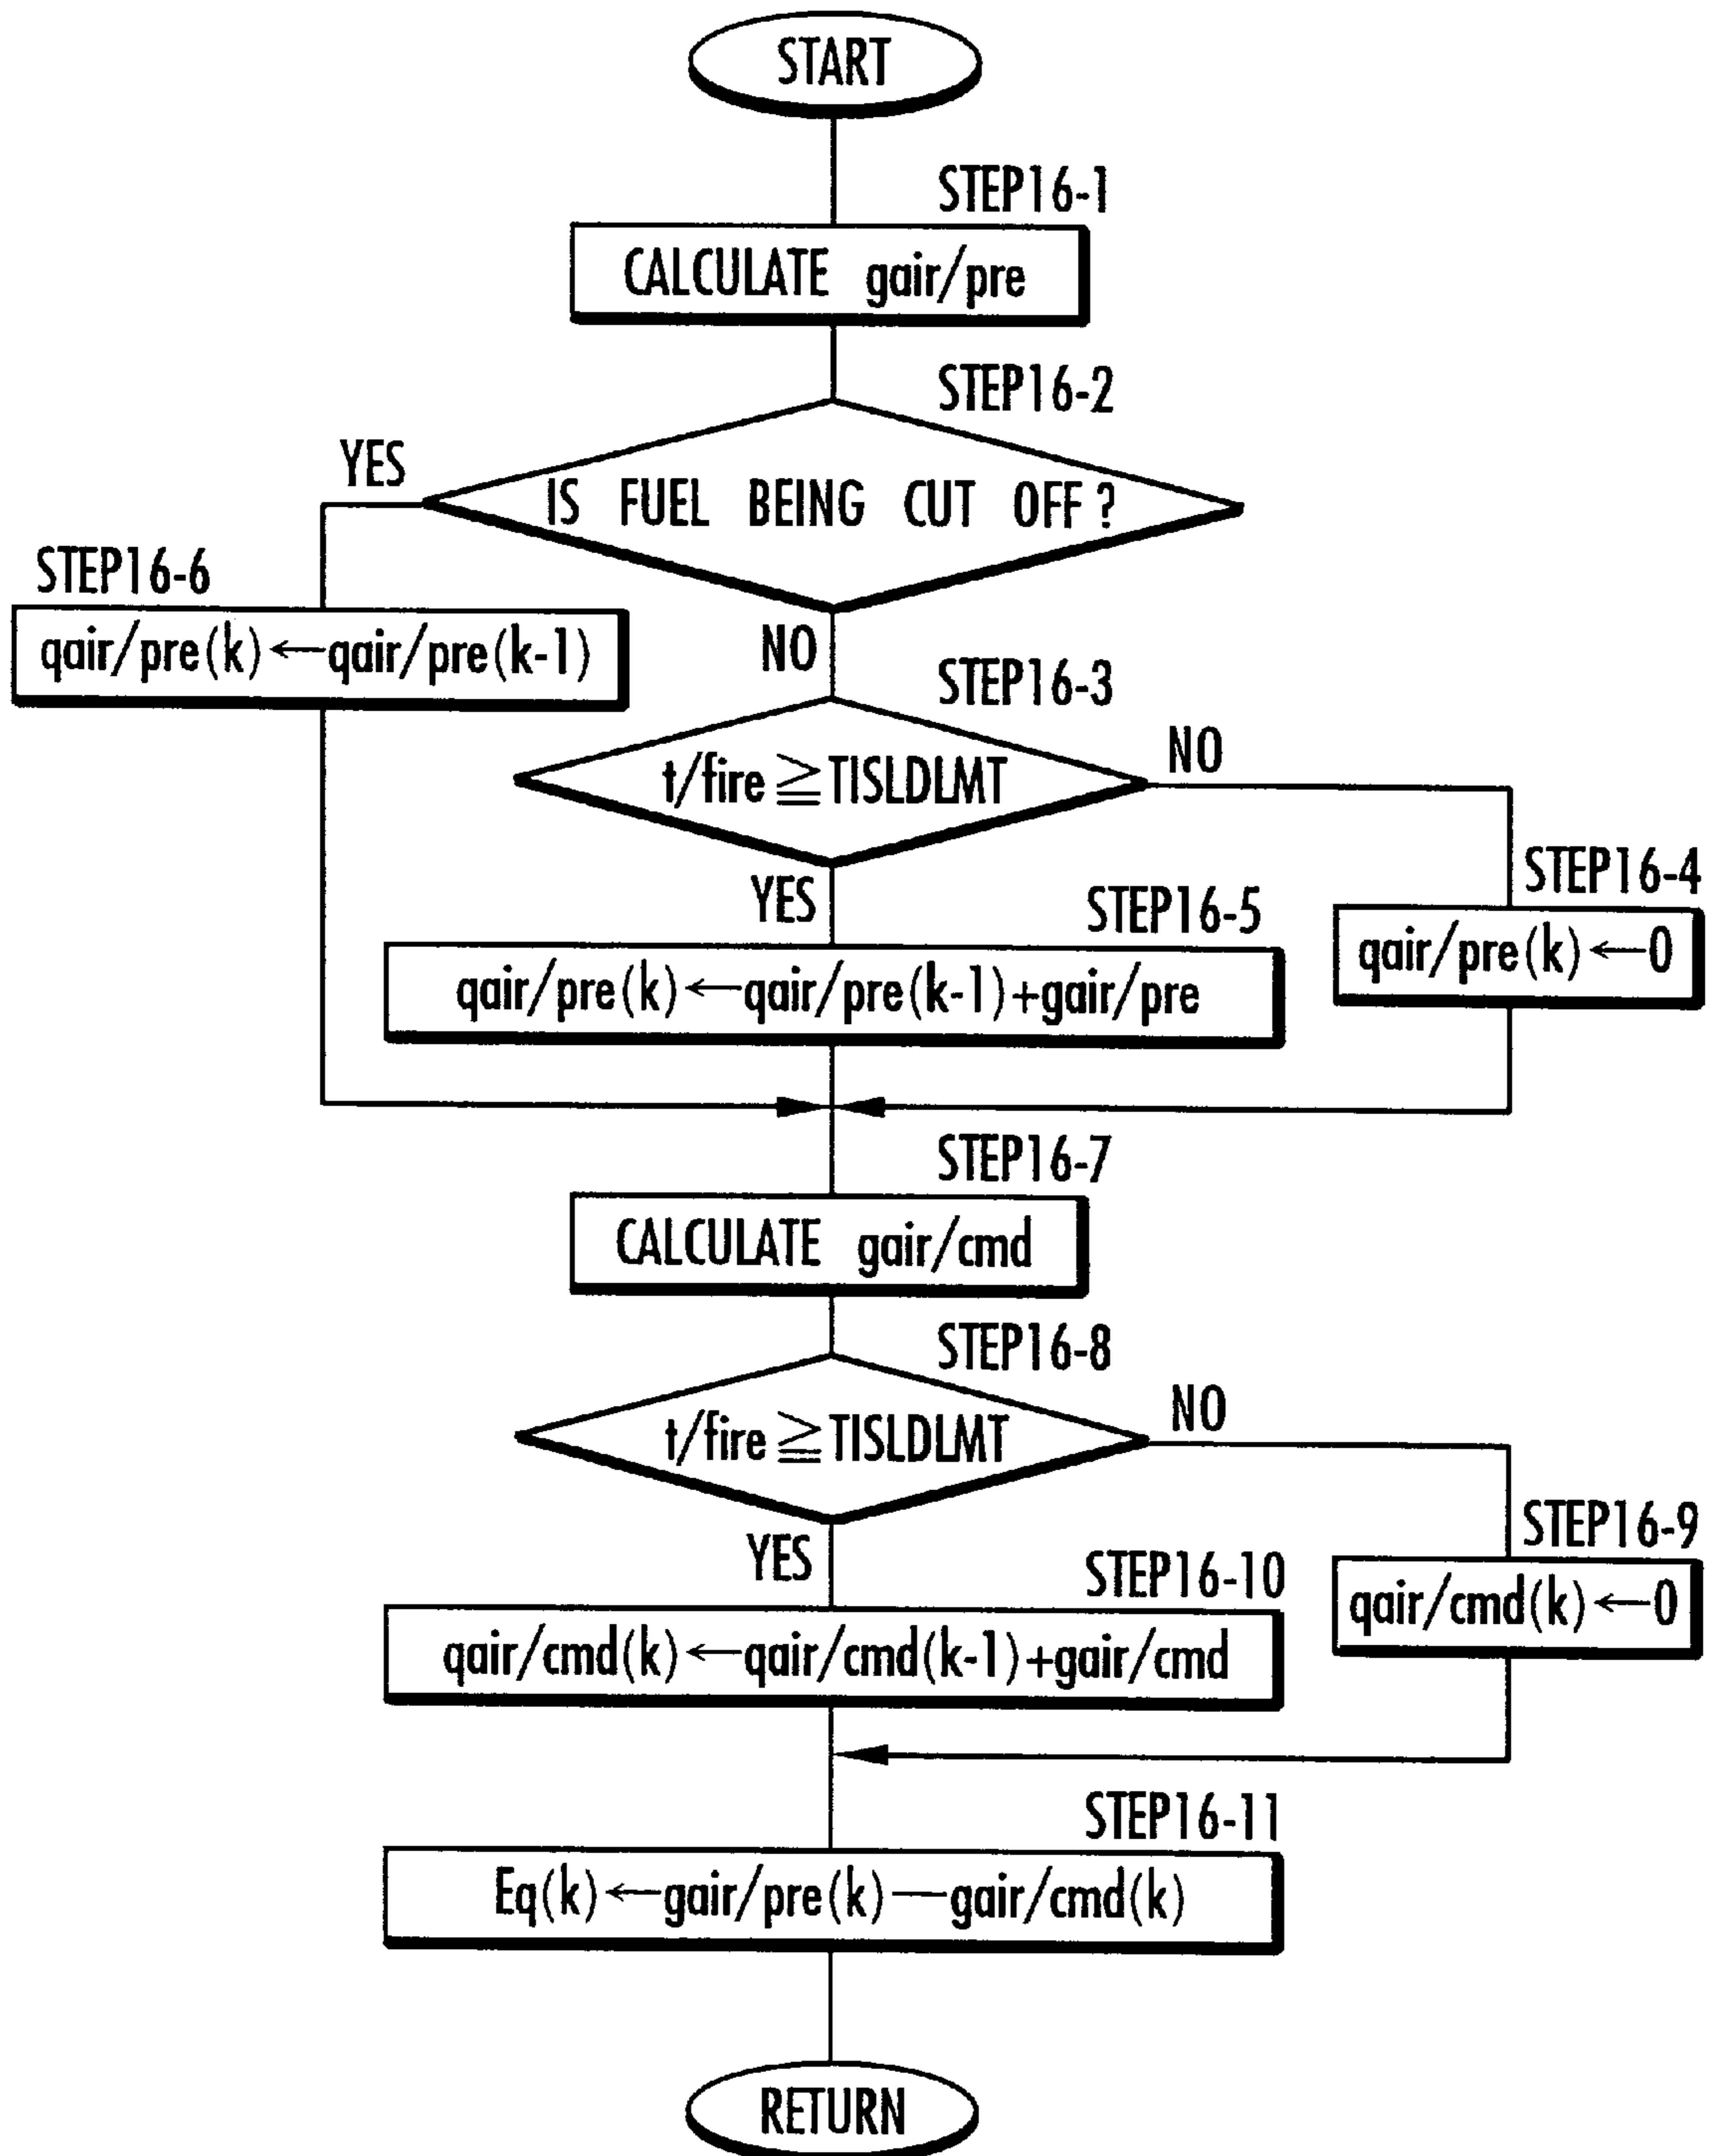 START
STEP16-1
CALCULATE gair/pre
STEP16-2
YES
IS FUEL BEING CUT OFF?
STEP16-6
qair/pre(k)←qair/pre(k-1)
NO
STEP16-3
t/fire≧TISLDLMT
NO
STEP16-4
YES
STEP16-5
qair/pre(k)←0
qair/pre(k)←qair/pre(k-1)+gair/pre
STEP16-7
CALCULATE gair/cmd
STEP16-8
t/fire≧TISLDLMT
NO
STEP16-9
YES
STEP16-10
qair/cmd(k)←0
qair/cmd(k)←qair/cmd(k-1)+gair/cmd
STEP16-11
Eq(k)←gair/pre(k)—gair/cmd(k)
RETURN